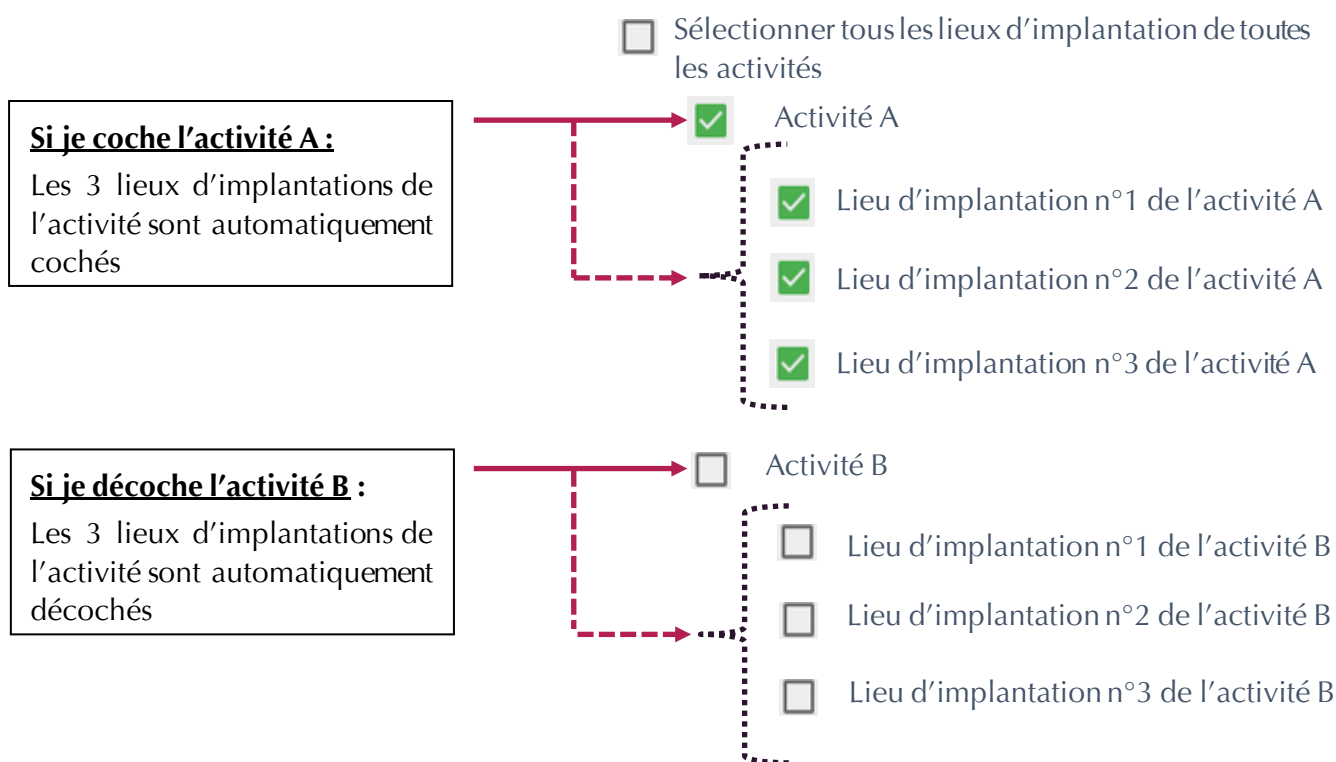 Sélectionner tous les lieux d’implantation de toutes
les activités
Si je coche l’activité A :
Les 3 lieux d’implantations de
l’activité sont automatiquement
cochés
Activité A
Lieu d’implantation n°1 de l’activité A
Lieu d’implantation n°2 de l’activité A
Lieu d’implantation n°3 de l’activité A
Si je décoche l’activité B :
Les 3 lieux d’implantations de
l’activité sont automatiquement
décochés
Activité B
Lieu d’implantation n°1 de l’activité B
Lieu d’implantation n°2 de l’activité B
Lieu d’implantation n°3 de l’activité B